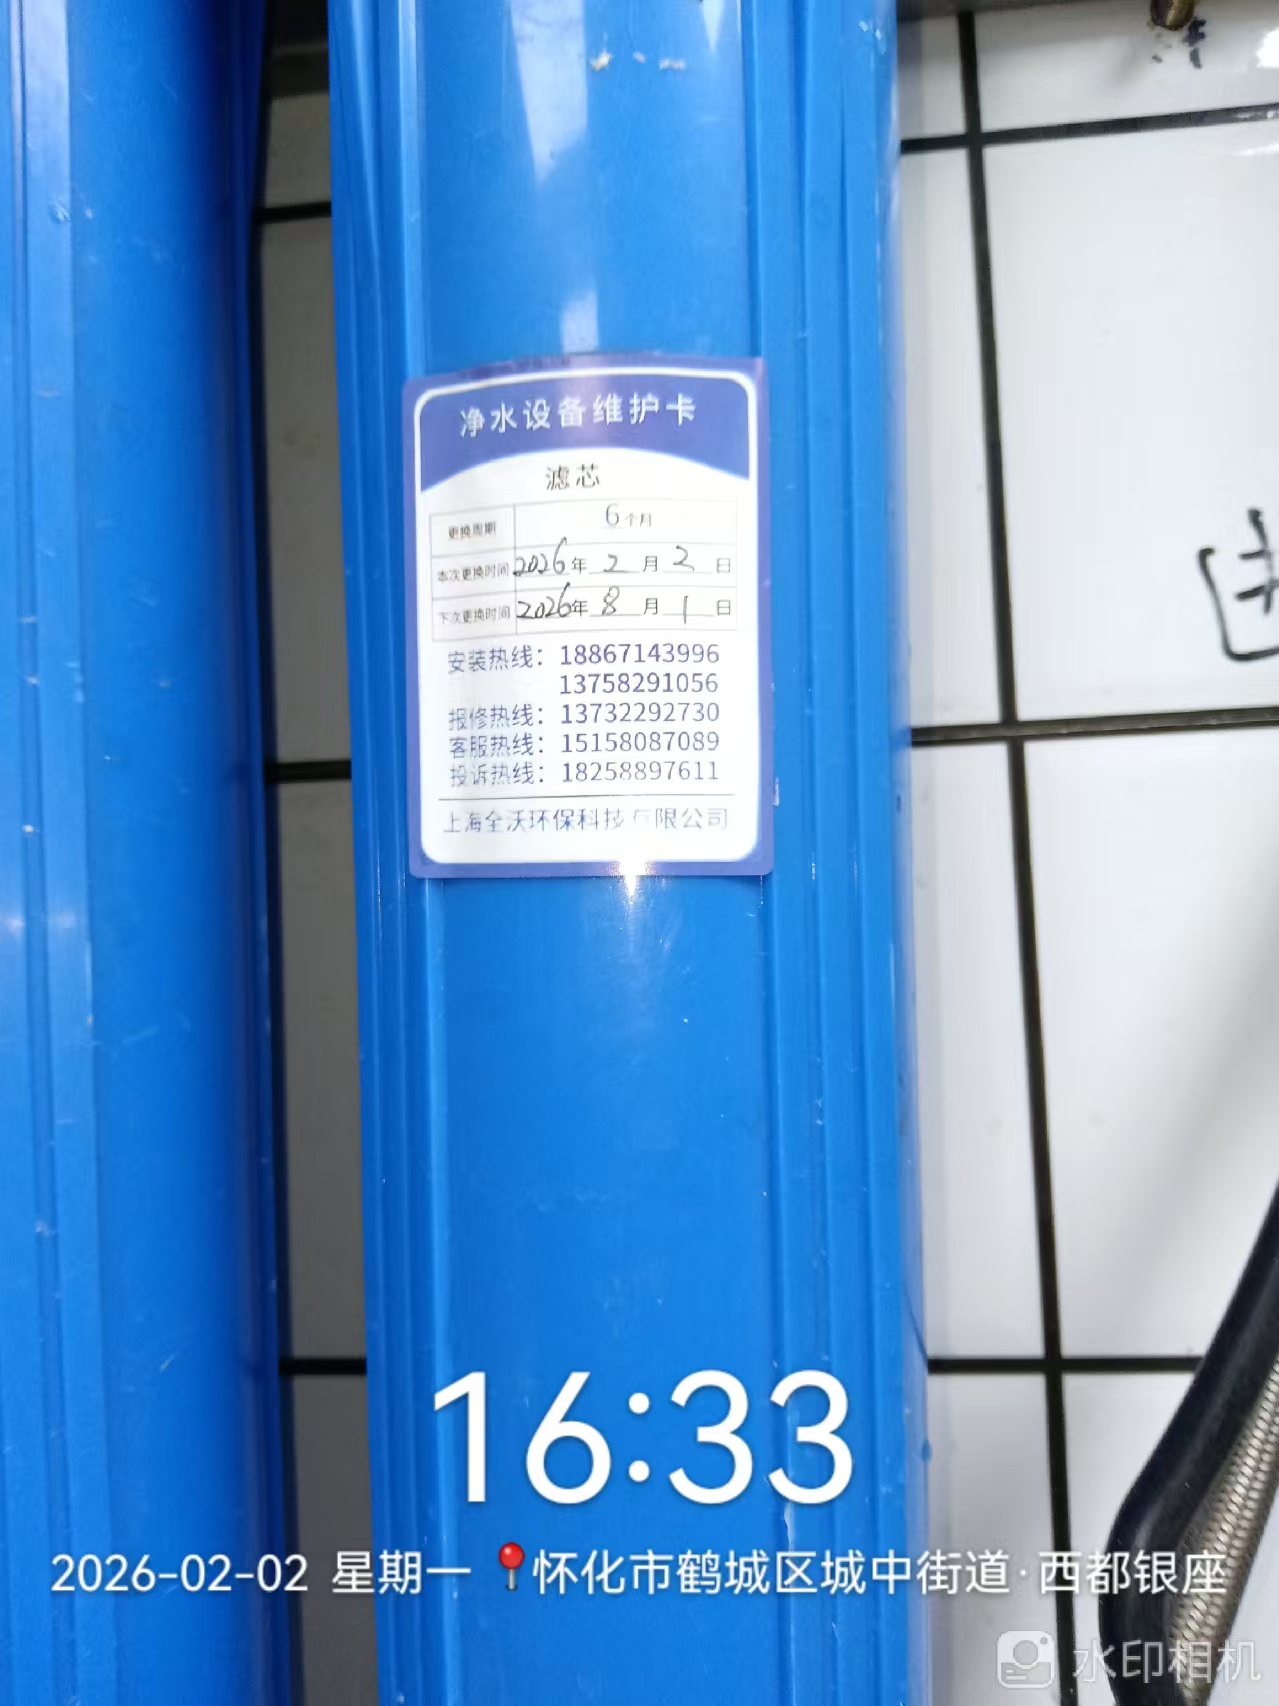 净水设备维护卡
滤芯
更换周期 6个月
本次更换时间 2026年 2 月 2 日
下次更换时间 2026年 8 月 1 日
安装热线：18867143996
13758291056
报修热线：13732292730
客服热线：15158087089
投诉热线：18258897611
上海全沃环保科技有限公司
16:33
2026-02-02 星期一 怀化市鹤城区城中街道·西都银座
水印相机